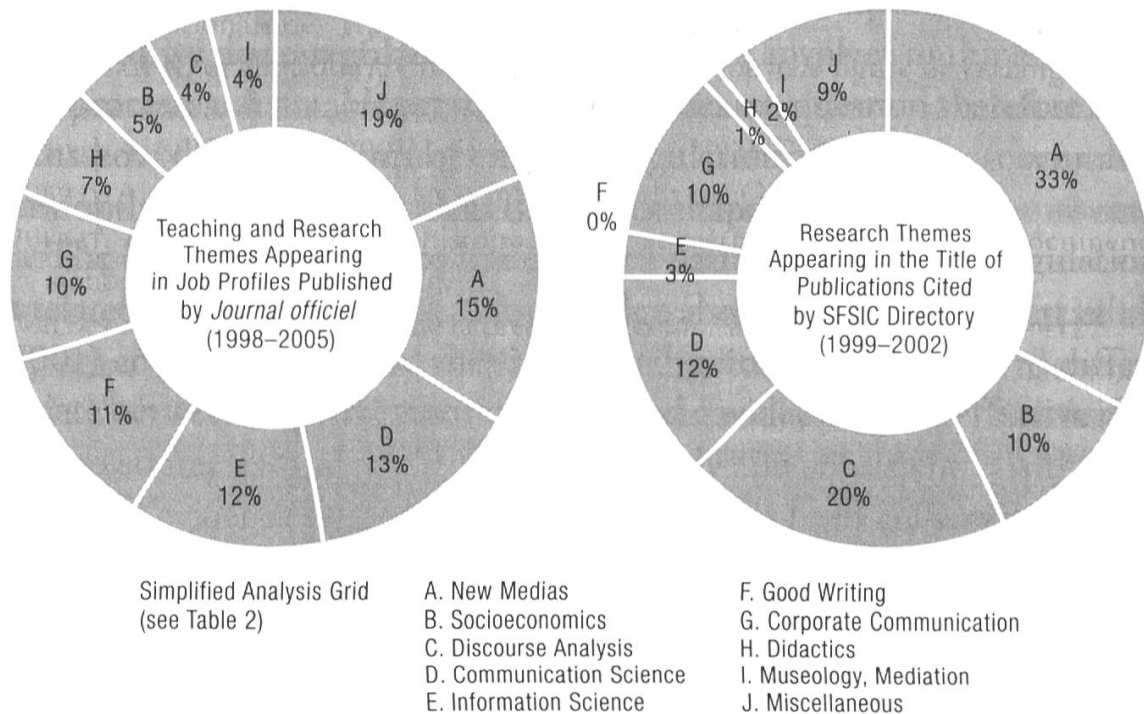 J
19%
A
15%
D
13%
E
12%
F
11%
G
10%
H
7%
B
5%
C
4%
I
4%
Teaching and Research
Themes Appearing
in Job Profiles Published
by Journal officiel
(1998–2005)
A
33%
B
10%
C
20%
D
12%
E
3%
F
0%
G
10%
H
1%
I
2%
J
9%
Research Themes
Appearing in the Title of
Publications Cited
by SFSIC Directory
(1999–2002)
Simplified Analysis Grid
(see Table 2)
A. New Medias
B. Socioeconomics
C. Discourse Analysis
D. Communication Science
E. Information Science
F. Good Writing
G. Corporate Communication
H. Didactics
I. Museology, Mediation
J. Miscellaneous